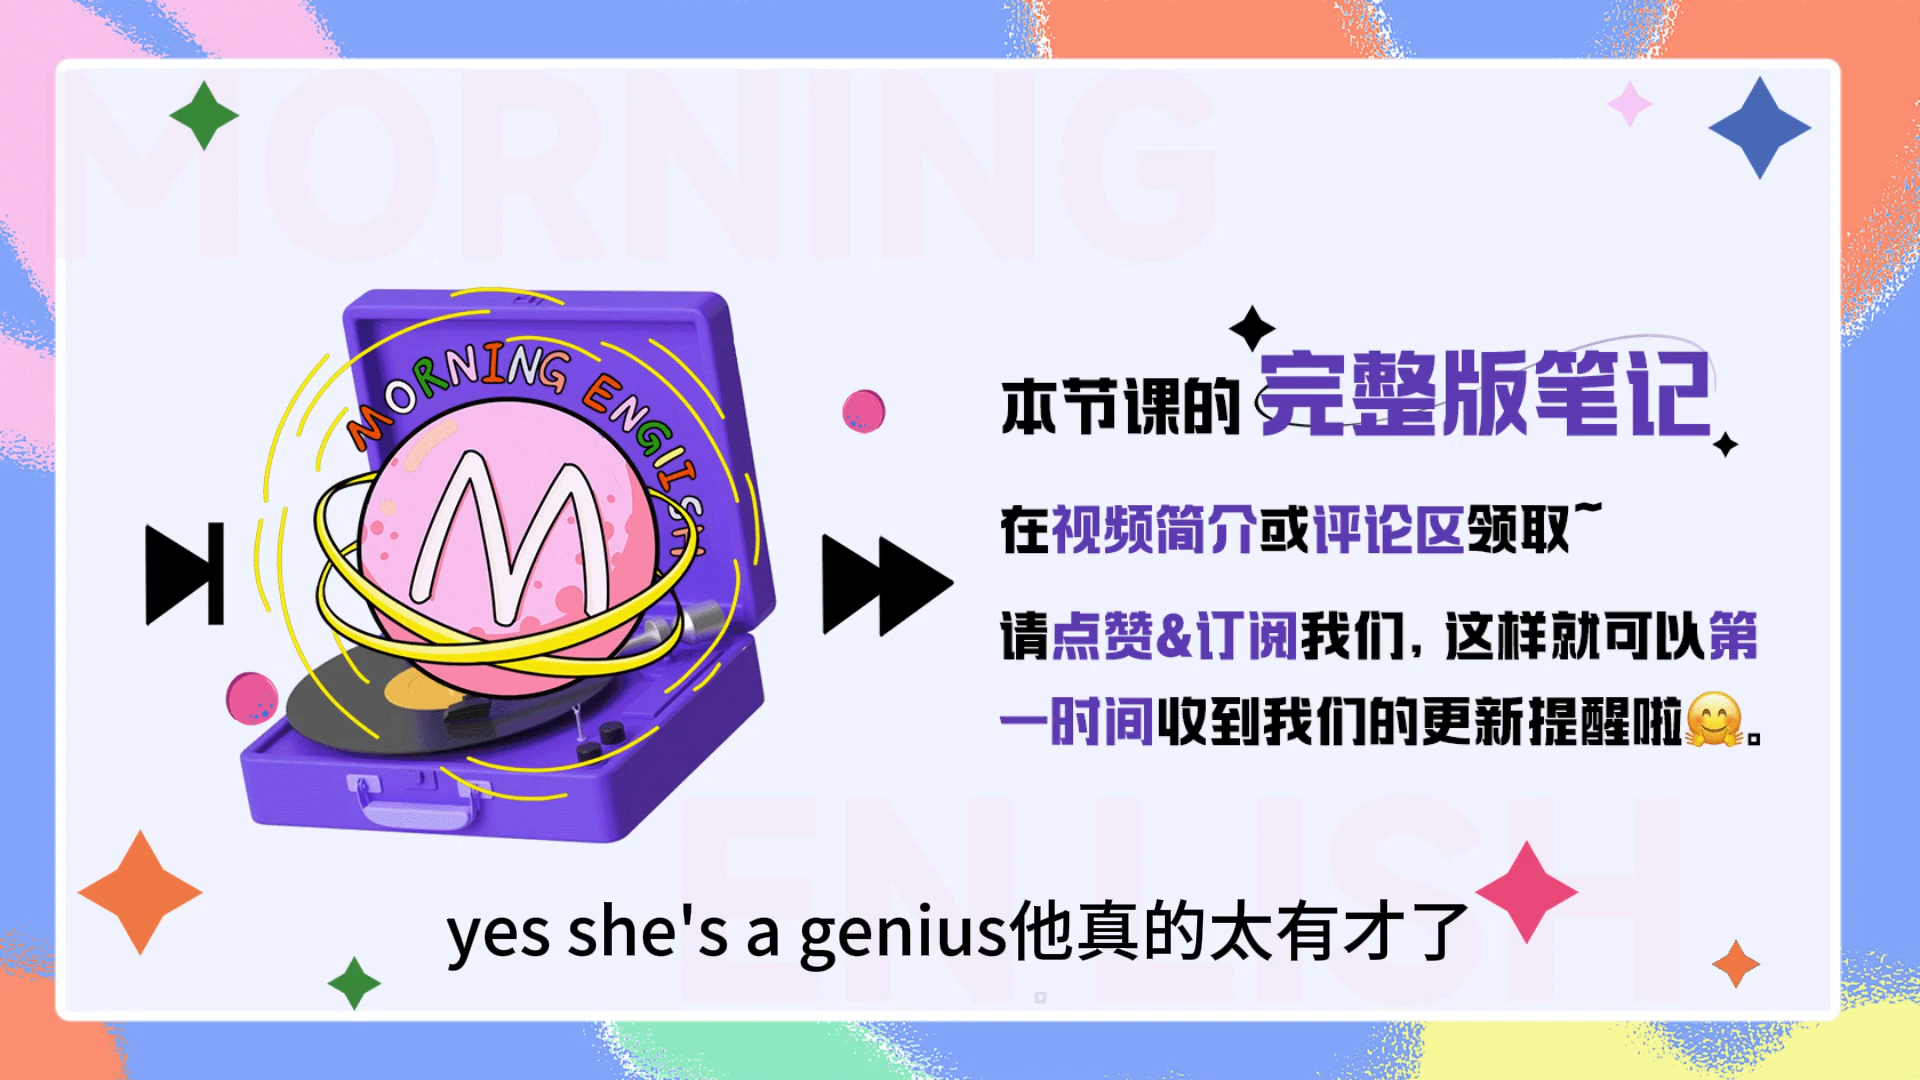 MORNING
MORNING ENGlISH
M
本节课的完整版笔记
在视频简介或评论区领取~
请点赞&订阅我们，这样就可以第
一时间收到我们的更新提醒啦🤗。
EN LISH
yes she's a genius他真的太有才了